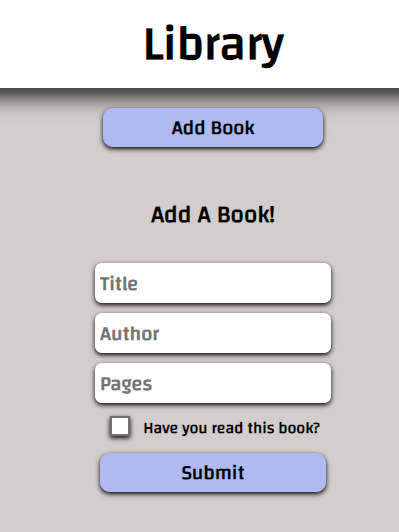 Library
Add Book
Add A Book!
Title
Author
Pages
Have you read this book?
Submit